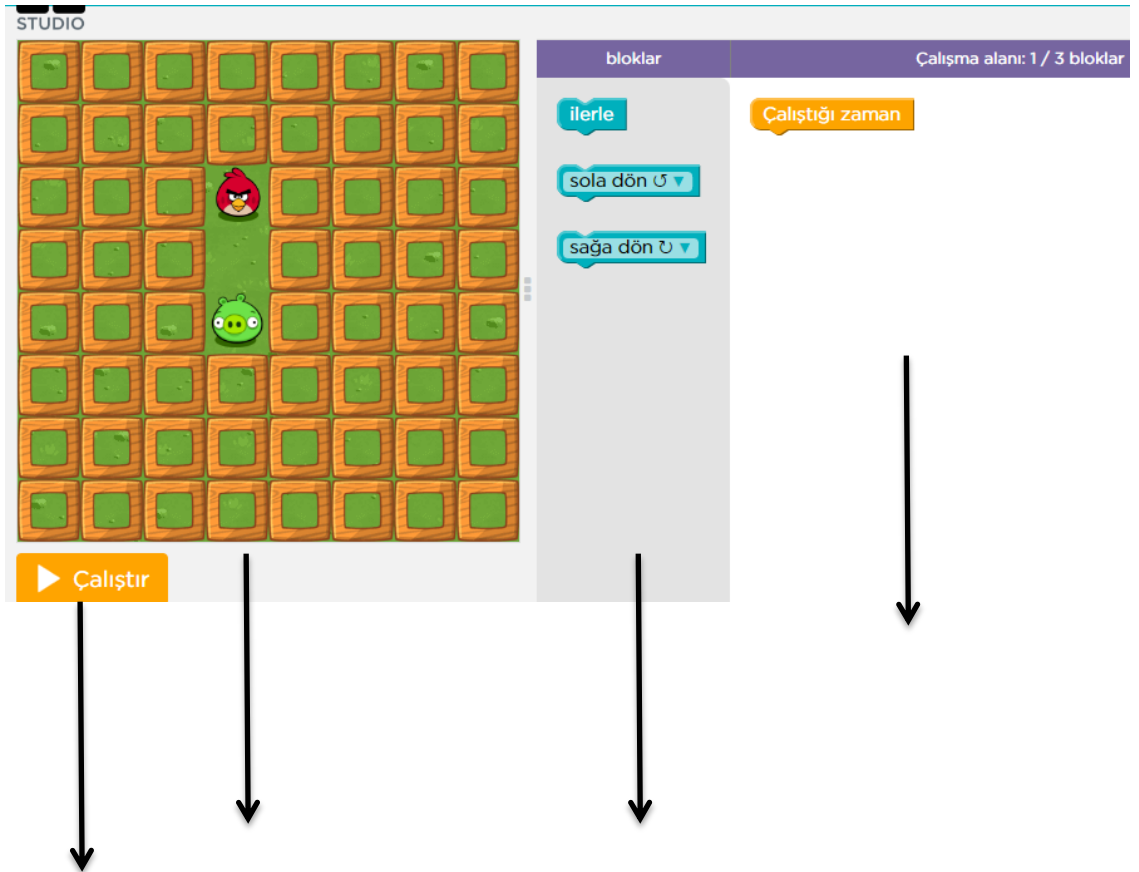 STUDIO
bloklar
Çalışma alanı: 1 / 3 bloklar
ilerle
Çalıştığı zaman
sola dön ↺ ▼
sağa dön ↻ ▼
Çalıştır